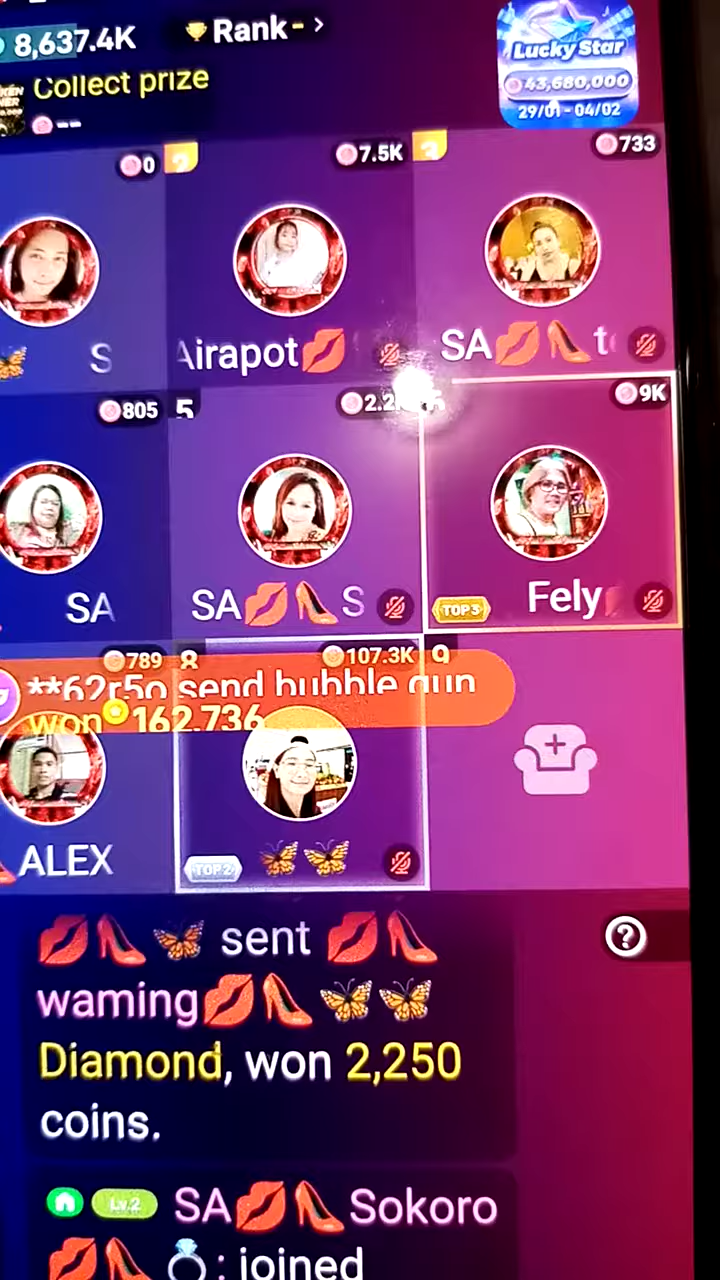 8,637.4K
🏆 Rank - >
Lucky Star
43,680,000
29/01 - 04/02
Collect prize
--
0
7.5K
733
S
Airapot💋
SA💋👠 t
805
5
2.2
9K
SA
SA💋👠 S
TOP3
Fely
789
8
107.3K
9
**62r5o send bubble gun
won 162,736
ALEX
TOP2
🦋 🦋
💋👠 🦋 sent 💋👠
waming💋👠 🦋 🦋
Diamond, won 2,250
coins.
?
Lv.2 SA💋👠Sokoro
💋👠 💍: joined